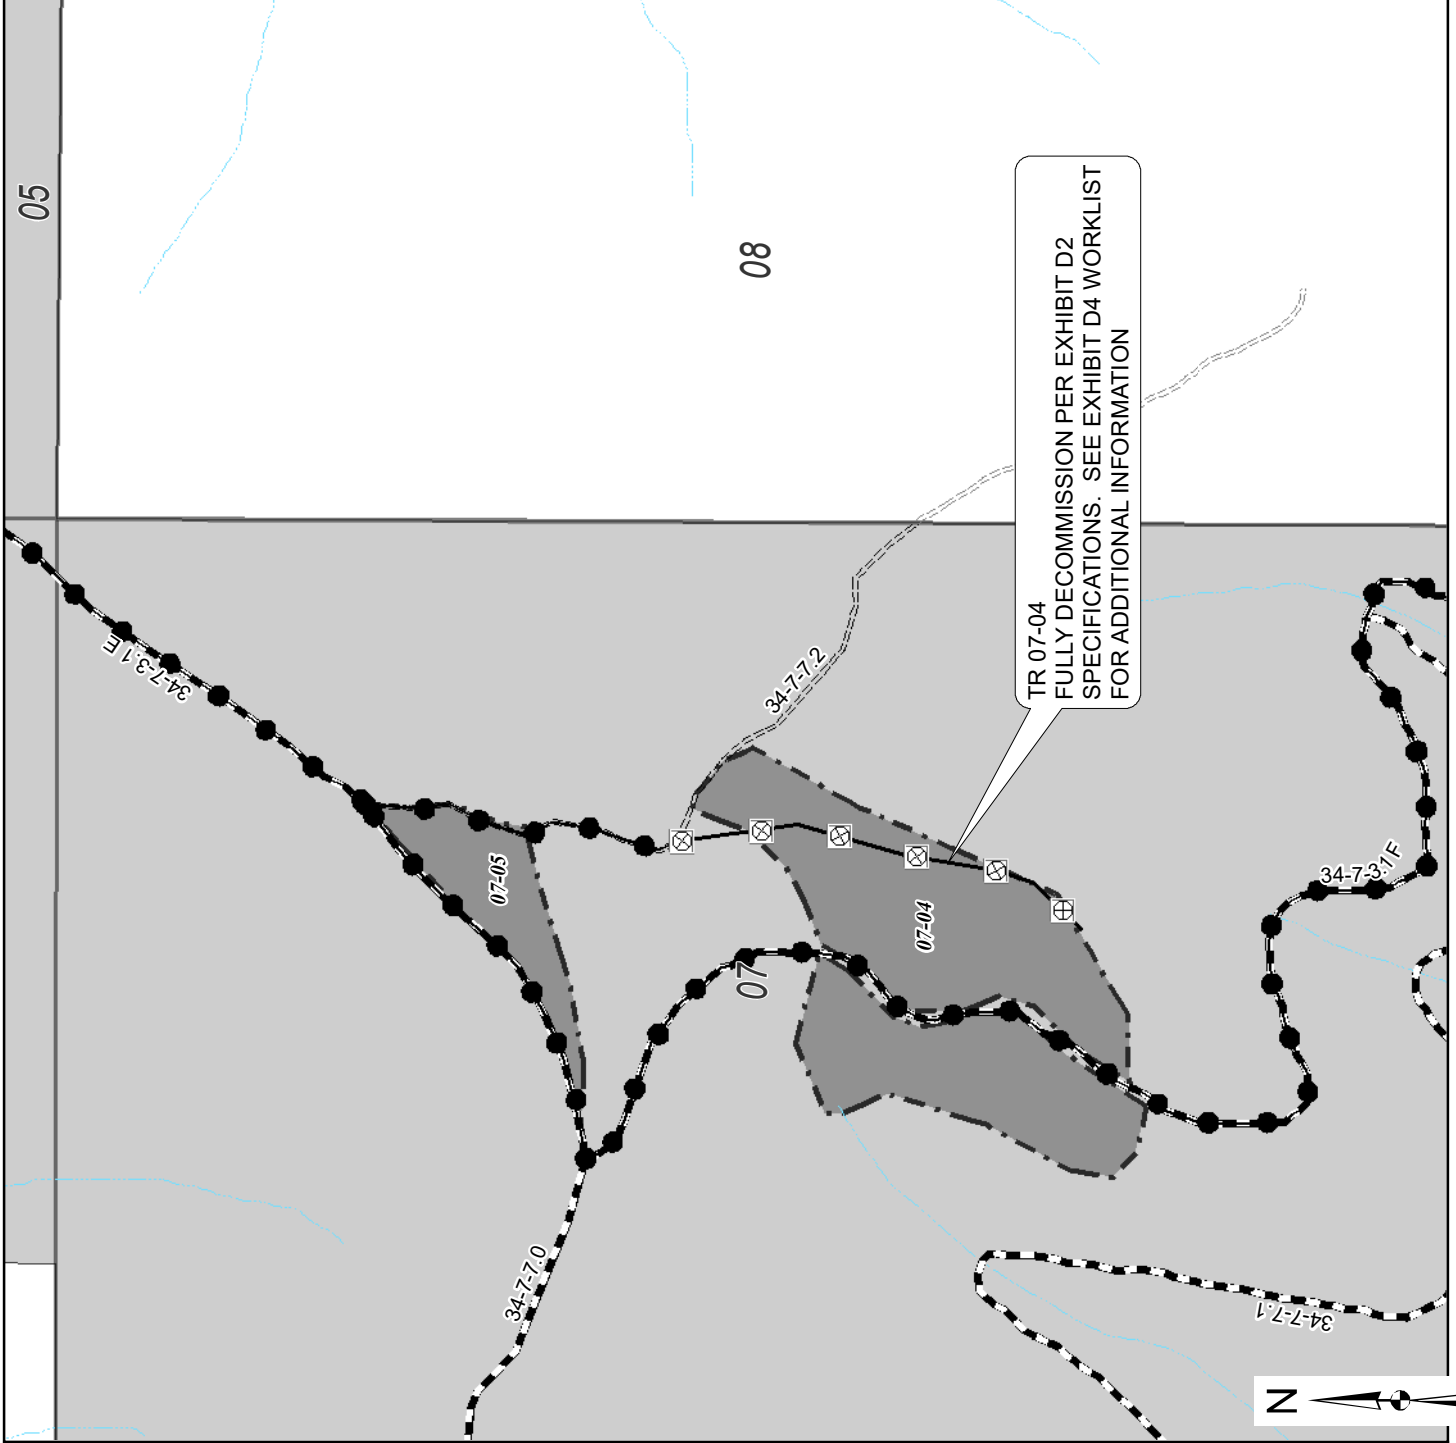 05
08
34-7-3.1 E
34-7-7.2
TR 07-04
FULLY DECOMMISSION PER EXHIBIT D2
SPECIFICATIONS. SEE EXHIBIT D4 WORKLIST
FOR ADDITIONAL INFORMATION
07-05
07-04
07
34-7-3.1 F
34-7-7.0
34-7-7.1
N